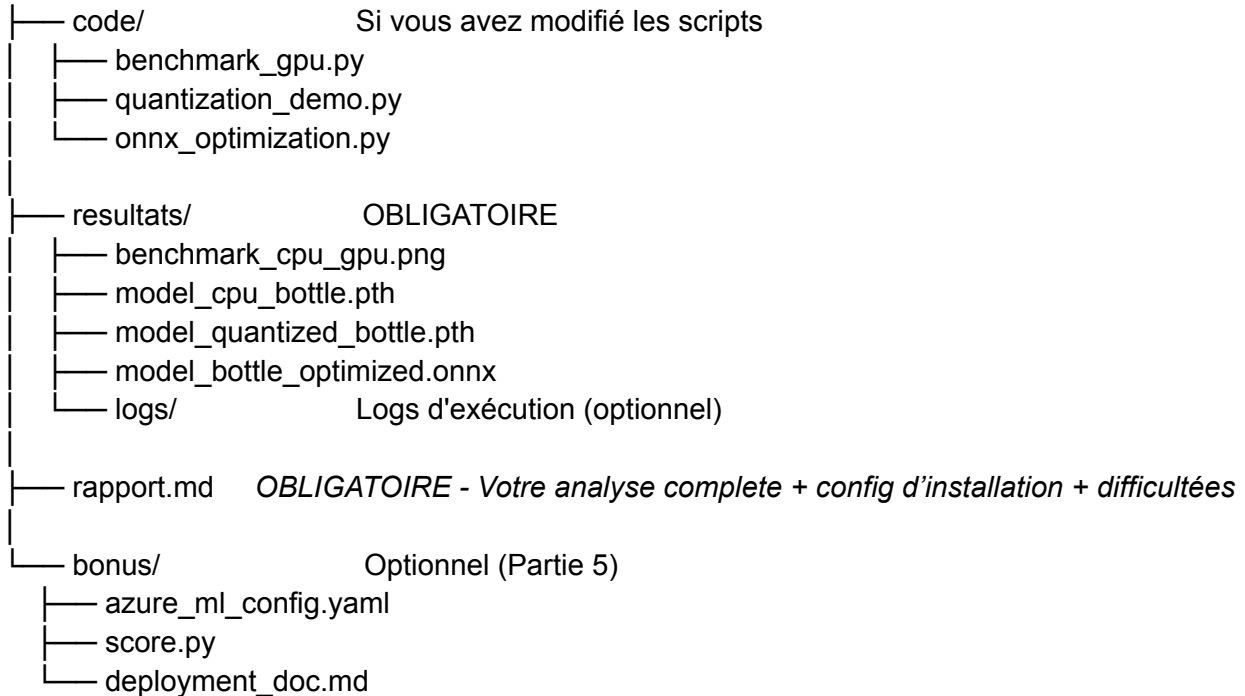 ├── code/ Si vous avez modifié les scripts
│ ├── benchmark_gpu.py
│ ├── quantization_demo.py
│ └── onnx_optimization.py
│
├── resultats/ OBLIGATOIRE
│ ├── benchmark_cpu_gpu.png
│ ├── model_cpu_bottle.pth
│ ├── model_quantized_bottle.pth
│ ├── model_bottle_optimized.onnx
│ └── logs/ Logs d'exécution (optionnel)
│
├── rapport.md OBLIGATOIRE - Votre analyse complete + config d’installation + difficultées
│
└── bonus/ Optionnel (Partie 5)
├── azure_ml_config.yaml
├── score.py
└── deployment_doc.md